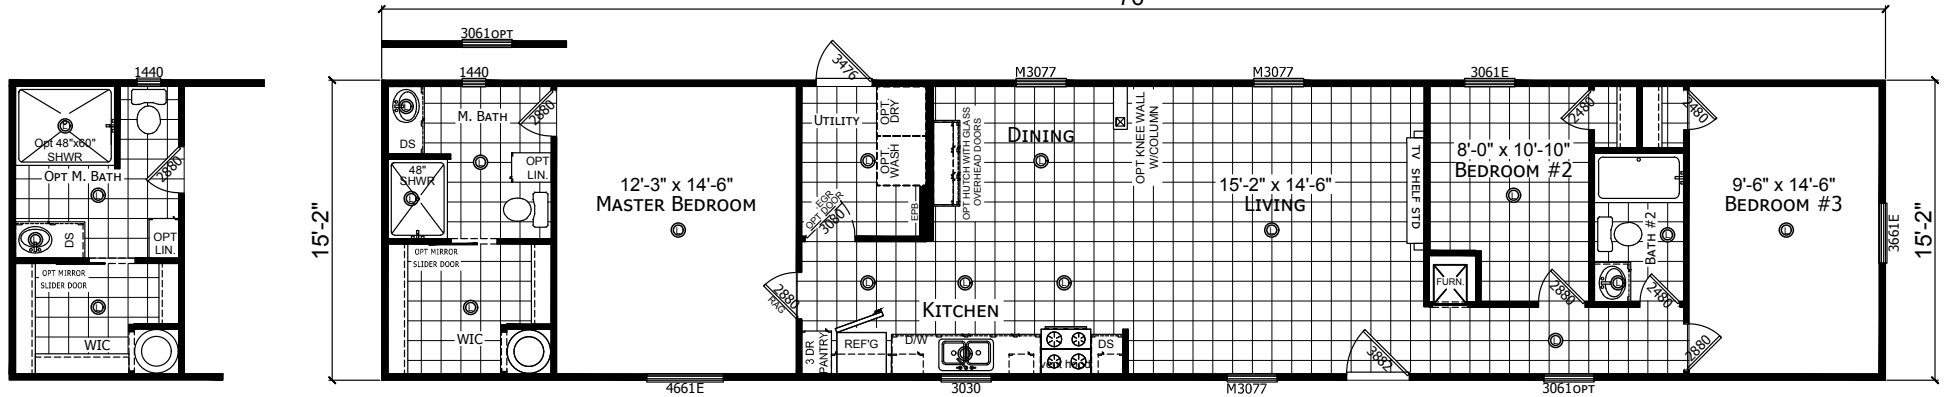 3061OPT
1440
Opt 48"x60"
SHWR
2880
OPT M. BATH
DS
OPT
LIN.
OPT MIRROR
SLIDER DOOR
WIC
15'-2"
1440
DS
M. BATH
2880
48"
SHWR
OPT
LIN.
OPT MIRROR
SLIDER DOOR
WIC
12'-3" x 14'-6"
MASTER BEDROOM
4661E
2880
RAG
3476
UTILITY
OPT
DRY
OPT
WASH
EGR
OPT DOOR
3080
EPB
OPT HUTCH WITH GLASS
OVERHEAD DOORS
M3077
DINING
OPT KNEE WALL
W/COLUMN
KITCHEN
3 DR
PANTRY
REF'G
D/W
DS
3030
M3077
15'-2" x 14'-6"
LIVING
TV SHELF STD
M3077
3882
3061E
8'-0" x 10'-10"
BEDROOM #2
2480
2480
FURN.
2880
BATH #2
2480
2880
3061OPT
9'-6" x 14'-6"
BEDROOM #3
3661E
15'-2"